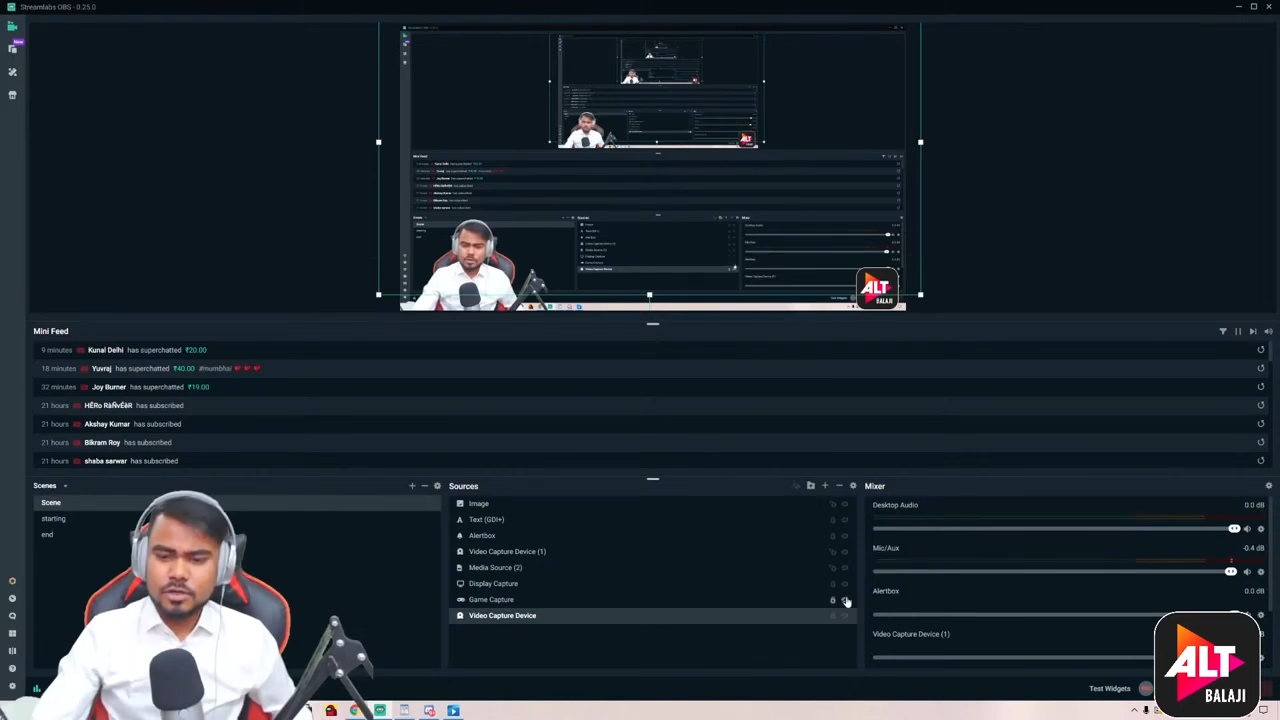 Streamlabs OBS - 0.25.0
New
Mini Feed
9 minutes Kunal Delhi has superchatted ₹20.00
18 minutes Yuvraj has superchatted ₹40.00 #mumbhai
32 minutes Joy Burner has superchatted ₹19.00
21 hours HĒRo RàÑvÉèR has subscribed
21 hours Akshay Kumar has subscribed
21 hours Bikram Roy has subscribed
21 hours shaba sarwar has subscribed
Scenes
Scene
starting
end
Sources
Image
Text (GDI+)
Alertbox
Video Capture Device (1)
Media Source (2)
Display Capture
Game Capture
Video Capture Device
Mixer
Desktop Audio 0.0 dB
Mic/Aux -0.4 dB
Alertbox 0.0 dB
Video Capture Device (1)
Test Widgets
ALT
BALAJI
ALT
BALAJI